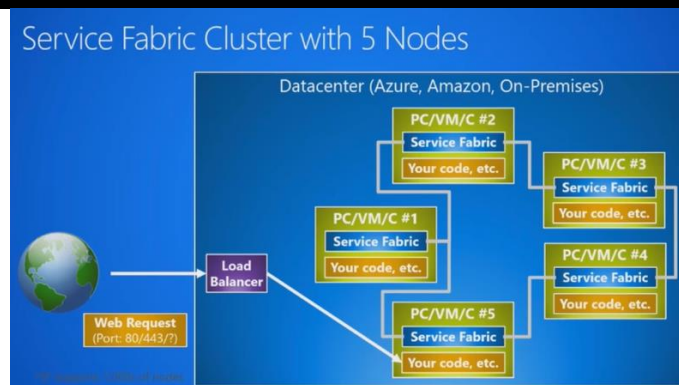 Service Fabric Cluster with 5 Nodes
Datacenter (Azure, Amazon, On-Premises)
PC/VM/C #2
Service Fabric
Your code, etc.
PC/VM/C #3
Service Fabric
Your code, etc.
PC/VM/C #1
Service Fabric
Your code, etc.
Load
Balancer
PC/VM/C #4
Service Fabric
Your code, etc.
Web Request
(Port: 80/443/?)
PC/VM/C #5
Service Fabric
Your code, etc.